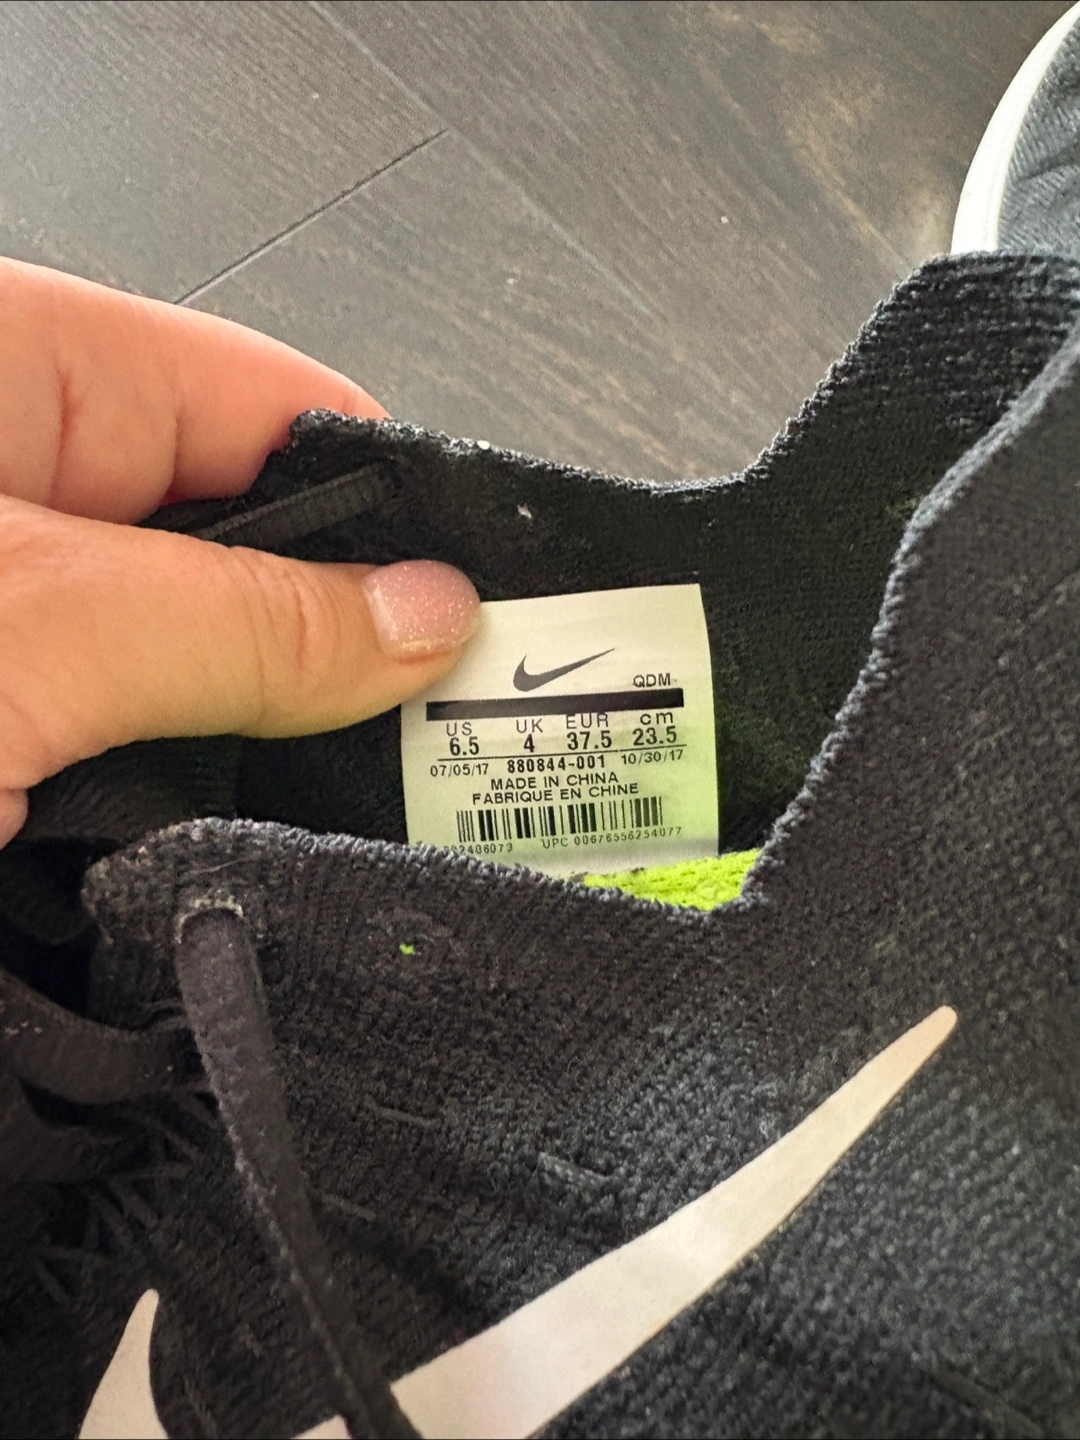 QDM
US UK EUR cm
6.5 4 37.5 23.5
07/05/17 880844-001 10/30/17
MADE IN CHINA
FABRIQUE EN CHINE
UPC 00676556254077